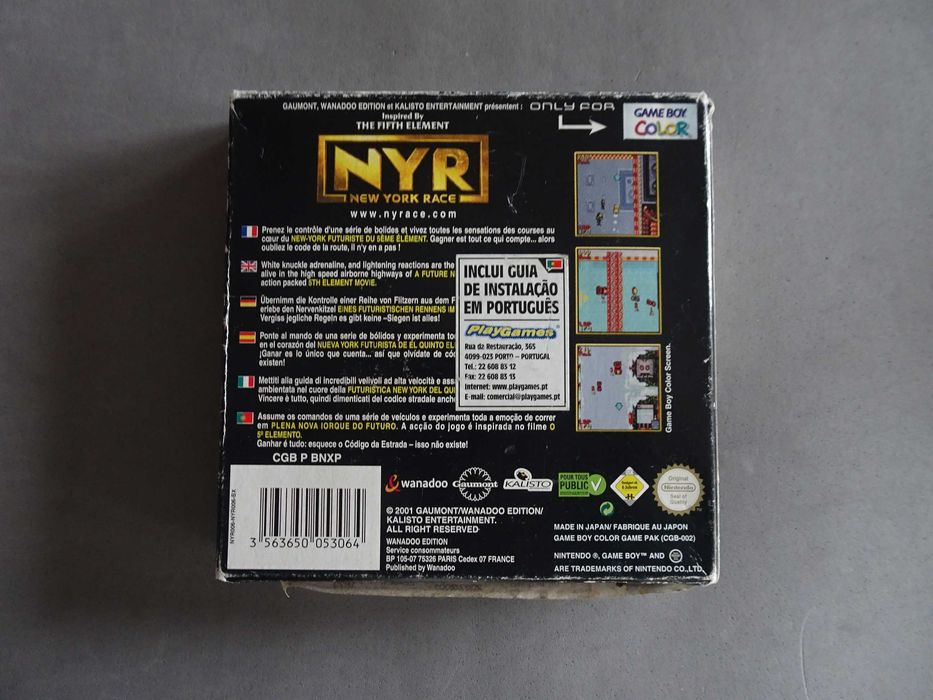 GAUMONT, WANADOO EDITION et KALISTO ENTERTAINMENT présentent :
ONLY FOR
GAME BOY
COLOR
Inspired By
THE FIFTH ELEMENT
NYR
NEW YORK RACE
www.nyrace.com
Prenez le contrôle d'une série de bolides et vivez toutes les sensations des courses au
cœur du NEW-YORK FUTURISTE DU 5ÈME ÉLÉMENT. Gagner est tout ce qui compte... alors
oubliez le code de la route, il n'y en a pas !
White knuckle adrenaline, and lightening reactions are the
alive in the high speed airborne highways of A FUTURE N
action packed 5TH ELEMENT MOVIE.
Übernimm die Kontrolle einer Reihe von Flitzern aus dem F
erlebe den Nervenkitzel EINES FUTURISTISCHEN RENNENS IM
Vergiss jegliche Regeln es gibt keine –Siegen ist alles!
Ponte al mando de una serie de bólidos y experimenta to
en el corazón del NUEVA YORK FUTURISTA DE EL QUINTO EL
¡Ganar es lo único que cuenta... así que olvídate de cód
existen!
Mettiti alla guida di incredibili velivoli ad alta velocità e ass
ambientata nel cuore della FUTURISTICA NEW YORK DEL QU
Vincere è tutto, quindi dimenticati del codice stradale anch
Assume os comandos de uma série de veículos e experimenta toda a emoção de correr
em PLENA NOVA IORQUE DO FUTURO. A acção do jogo é inspirada no filme O
5º ELEMENTO.
Ganhar é tudo: esquece o Código da Estrada – isso não existe!
INCLUI GUIA
DE INSTALAÇÃO
EM PORTUGUÊS
PlayGames
Rua da Restauração, 365
4099-023 PORTO – PORTUGAL
Tel.: 22 608 83 12
Fax: 22 608 83 13
Internet: www.playgames.pt
E-mail: comercial@playgames.pt
Game Boy Color Screen.
CGB P BNXP
NYR006-NYR006-BX
3 563650 053064
wanadoo
Gaumont
KALISTO
POUR TOUS
PUBLIC
Original
Nintendo
Seal of
Quality
© 2001 GAUMONT/WANADOO EDITION/
KALISTO ENTERTAINMENT.
ALL RIGHT RESERVED
WANADOO EDITION
Service consommateurs
BP 105-07 75326 PARIS Cedex 07 FRANCE
Published by Wanadoo
MADE IN JAPAN/ FABRIQUE AU JAPON
GAME BOY COLOR GAME PAK (CGB-002)
NINTENDO ®, GAME BOY™ AND
ARE TRADEMARKS OF NINTENDO CO.,LTD.